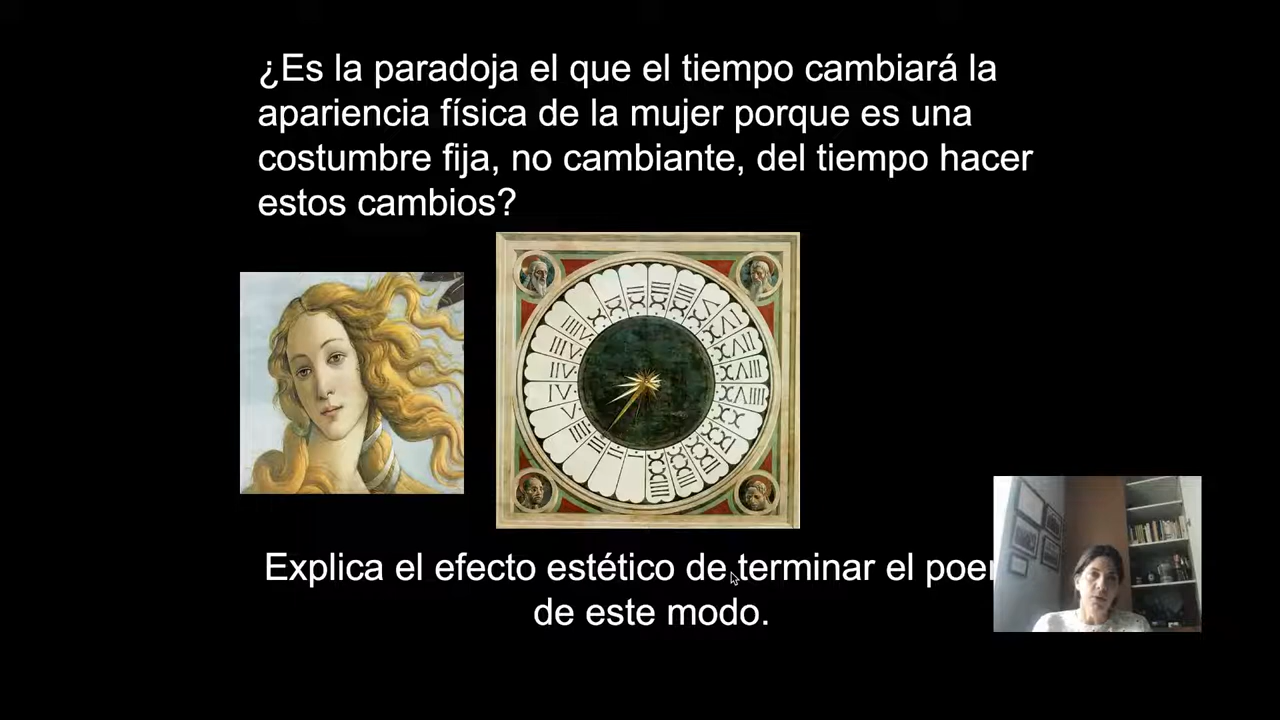 ¿Es la paradoja el que el tiempo cambiará la
apariencia física de la mujer porque es una
costumbre fija, no cambiante, del tiempo hacer
estos cambios?
Explica el efecto estético de terminar el poe
de este modo.